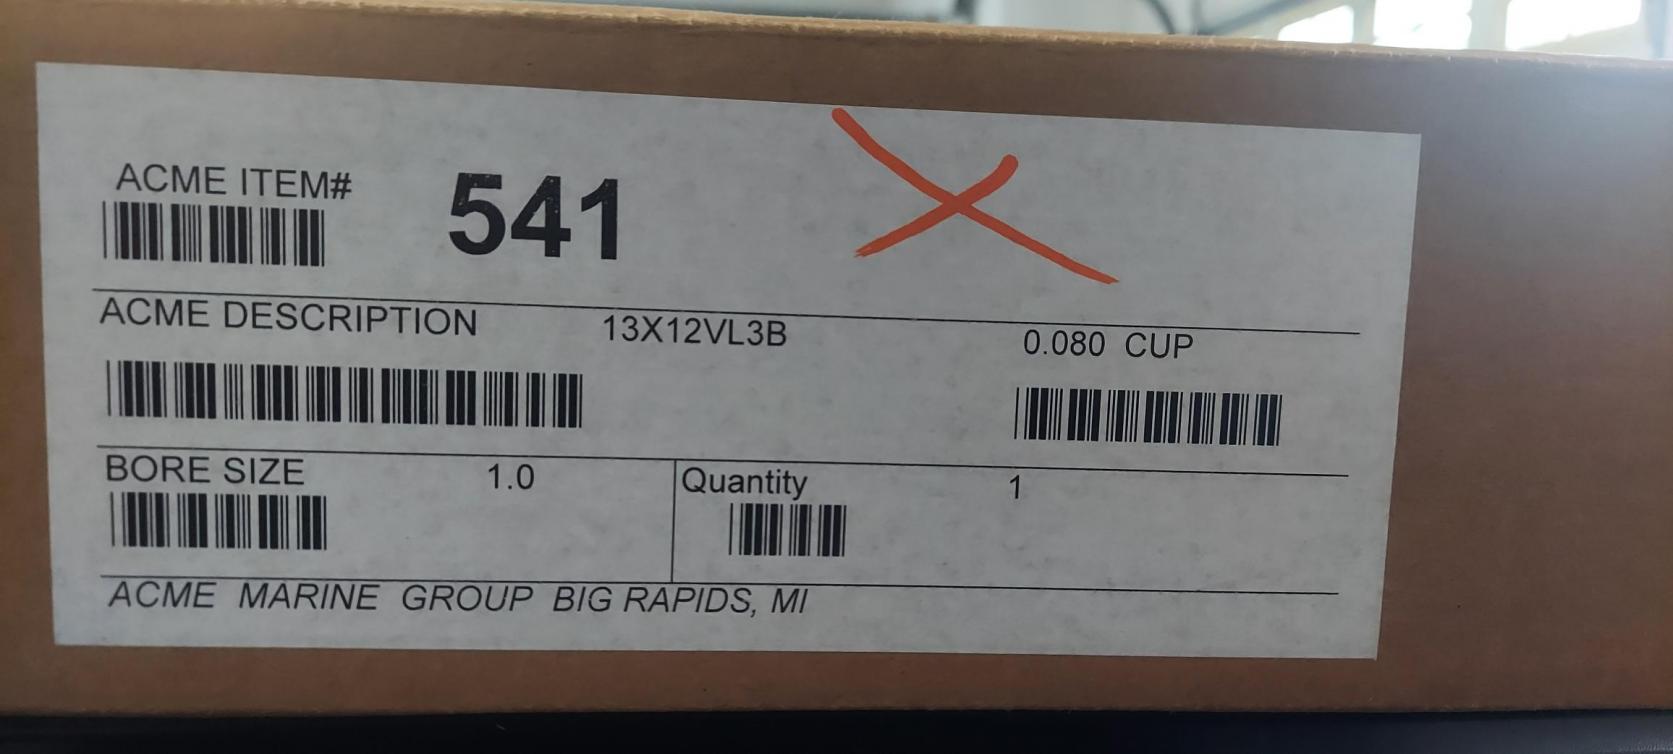 ACME ITEM# 541
ACME DESCRIPTION 13X12VL3B 0.080 CUP
BORE SIZE 1.0 Quantity 1
ACME MARINE GROUP BIG RAPIDS, MI